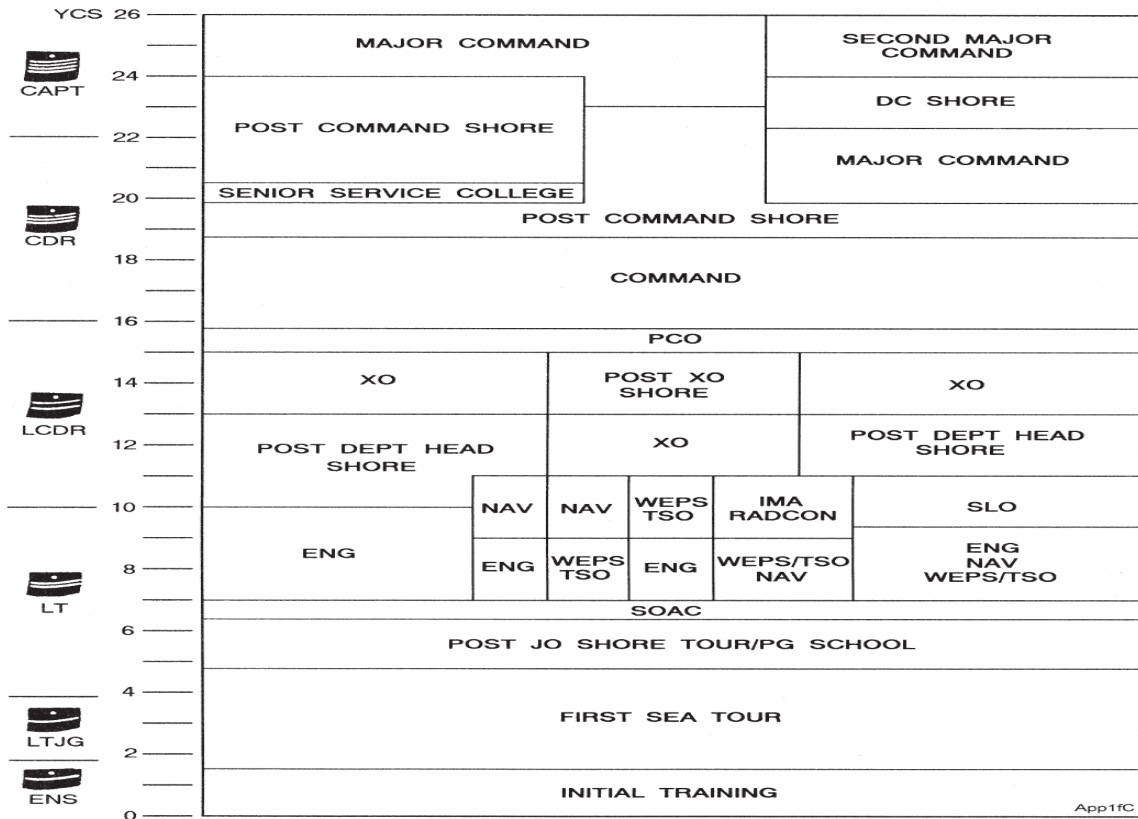 YCS 26
MAJOR COMMAND
SECOND MAJOR
COMMAND
CAPT
24
DC SHORE
POST COMMAND SHORE
22
MAJOR COMMAND
SENIOR SERVICE COLLEGE
20
POST COMMAND SHORE
CDR
18
COMMAND
16
PCO
XO
POST XO
SHORE
XO
14
LCDR
12
POST DEPT HEAD
SHORE
XO
POST DEPT HEAD
SHORE
10
NAV
NAV
WEPS
TSO
IMA
RADCON
SLO
ENG
8
ENG
WEPS
TSO
ENG
WEPS/TSO
NAV
ENG
NAV
WEPS/TSO
LT
SOAC
6
POST JO SHORE TOUR/PG SCHOOL
4
FIRST SEA TOUR
LTJG
2
ENS
INITIAL TRAINING
0
App1fC